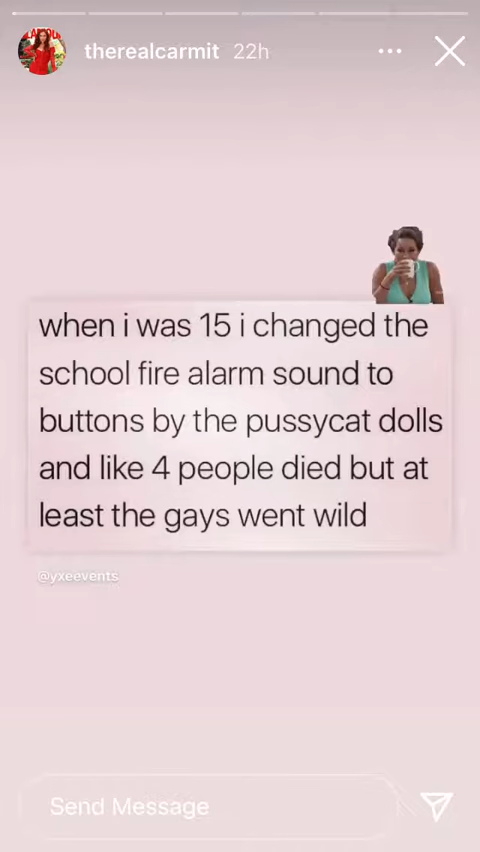 therealcarmit 22h
when i was 15 i changed the
school fire alarm sound to
buttons by the pussycat dolls
and like 4 people died but at
least the gays went wild
@yxeevents
Send Message